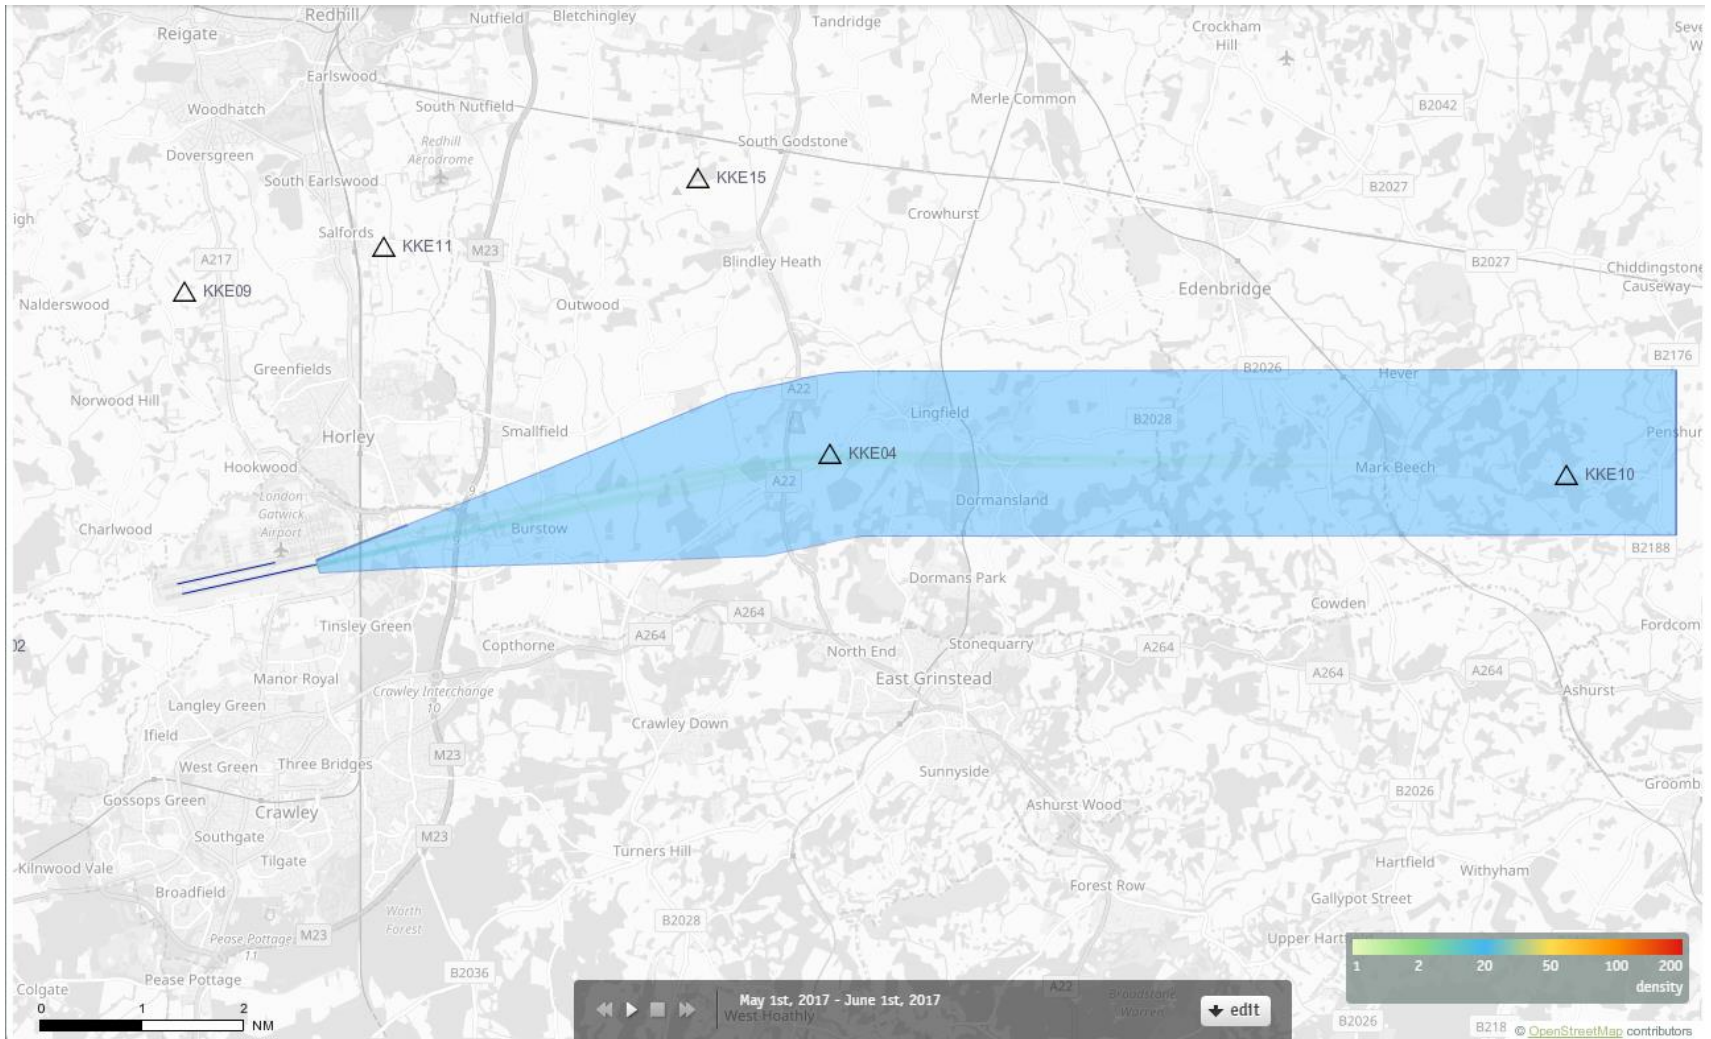 Redhill
Nutfield
Bletchingley
Tandridge
Crockham
Hill
Reigate
Earlswood
South Nutfield
Merle Common
B2042
Woodhatch
Redhill
Aerodrome
South Godstone
Doversgreen
South Earlswood
KKE15
B2027
Crowhurst
Salfords
KKE11
M23
A217
Blindley Heath
B2027
Chiddingstone
Causeway
KKE09
Nalderswood
Outwood
Edenbridge
B2176
Greenfields
B2026
Hever
A22
Norwood Hill
Lingfield
B2028
Horley
Smallfield
KKE04
Hookwood
A22
Mark Beech
KKE10
9
London
Gatwick
Airport
Dormansland
Charlwood
Burstow
B2188
Dormans Park
Cowden
A264
Tinsley Green
A264
Fordcom
Copthorne
North End
Stonequarry
A264
A264
A264
Manor Royal
East Grinstead
Crawley Interchange
10
Ashurst
Langley Green
Crawley Down
Ifield
M23
West Green
Three Bridges
Sunnyside
Gossops Green
B2026
Groomb
Crawley
Ashurst Wood
Southgate
M23
Tilgate
Turners Hill
Hartfield
Withyham
Kilnwood Vale
Broadfield
Forest Row
Gallypot Street
Worth
Forest
B2028
Pease Pottage
11
M23
Upper Hart
B2036
Pease Pottage
Colgate
A22
Broadstone
Warren
1 2 20 50 100 200
density
0 1 2 NM
May 1st, 2017 - June 1st, 2017
West Hoathly
edit
B2026
B218
© OpenStreetMap contributors